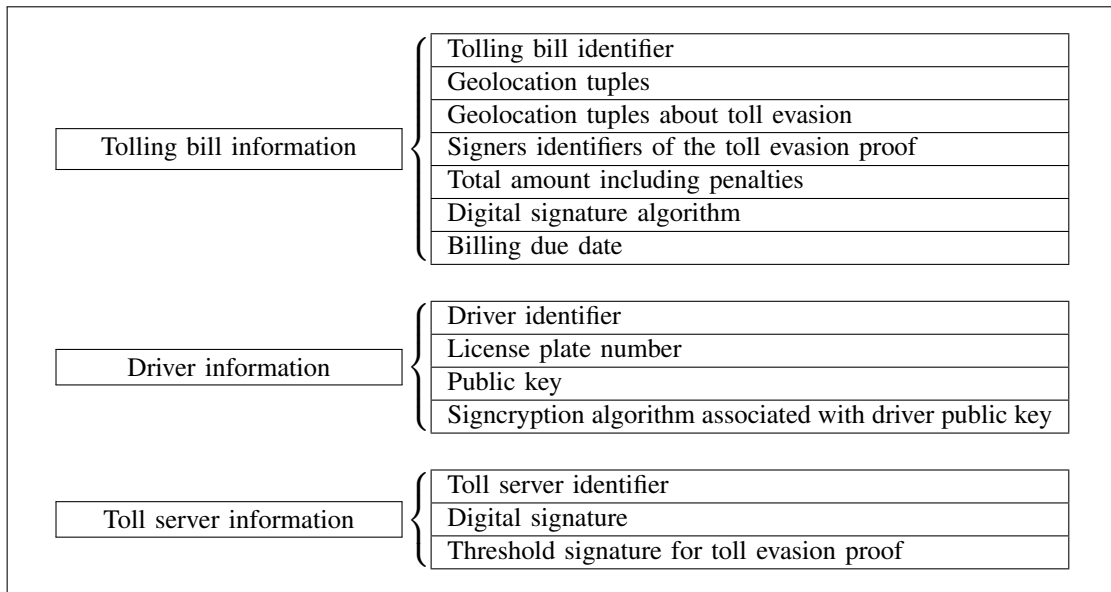 Tolling bill information
Tolling bill identifier
Geolocation tuples
Geolocation tuples about toll evasion
Signers identifiers of the toll evasion proof
Total amount including penalties
Digital signature algorithm
Billing due date
Driver information
Driver identifier
License plate number
Public key
Signcryption algorithm associated with driver public key
Toll server information
Toll server identifier
Digital signature
Threshold signature for toll evasion proof